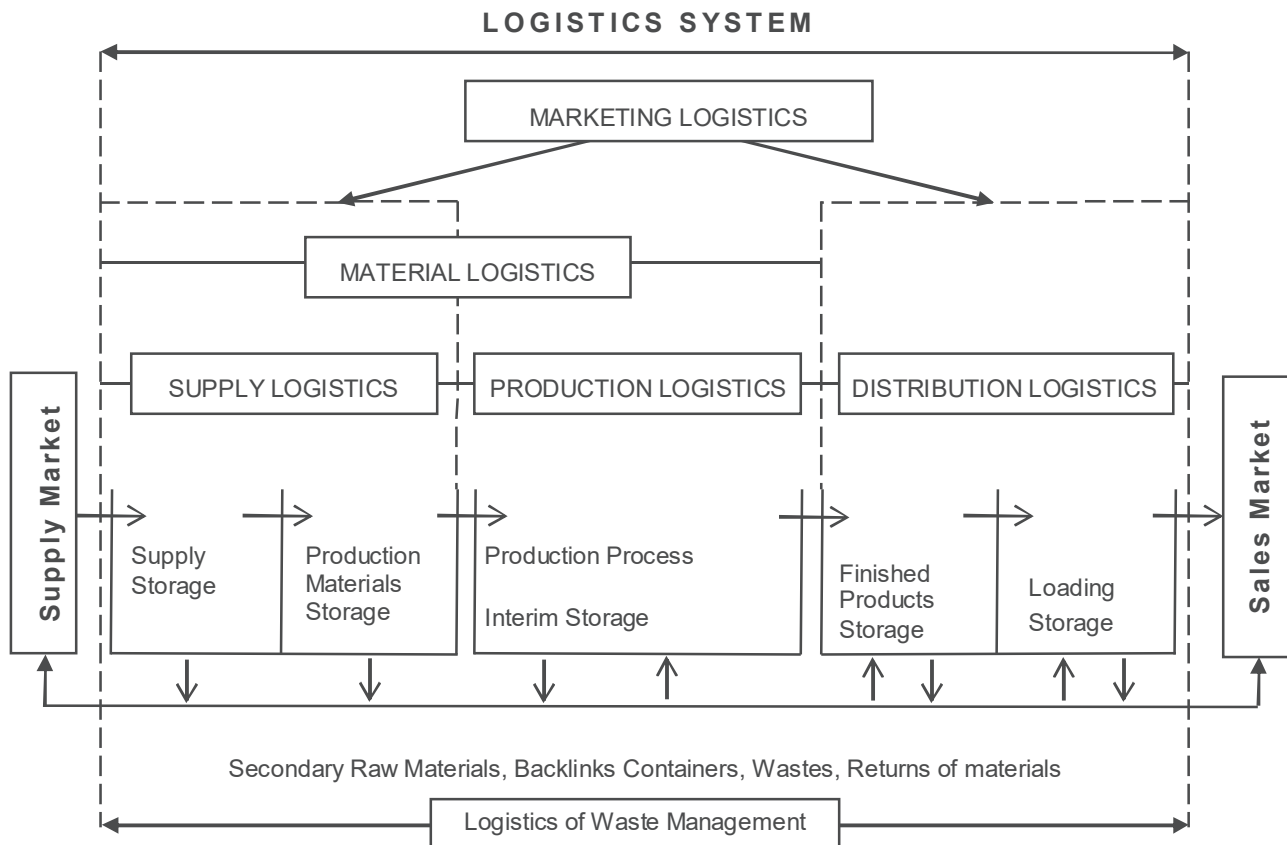 LOGISTICS SYSTEM
MARKETING LOGISTICS
MATERIAL LOGISTICS
SUPPLY LOGISTICS
PRODUCTION LOGISTICS
DISTRIBUTION LOGISTICS
Supply Market
Supply
Storage
Production
Materials
Storage
Production Process
Interim Storage
Finished
Products
Storage
Loading
Storage
Sales Market
Secondary Raw Materials, Backlinks Containers, Wastes, Returns of materials
Logistics of Waste Management